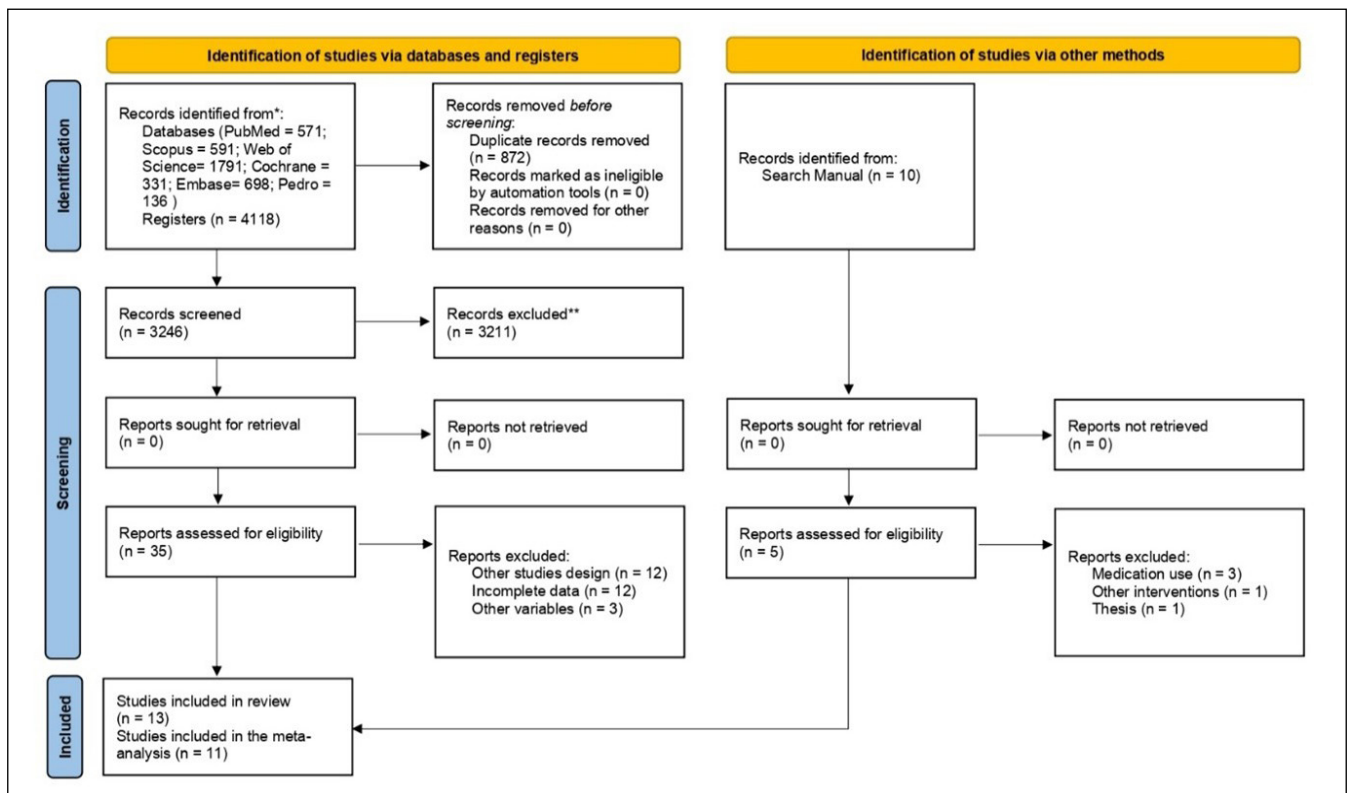 Identification of studies via databases and registers
Identification of studies via other methods
Identification
Records identified from*:
Databases (PubMed = 571;
Scopus = 591; Web of
Science= 1791; Cochrane =
331; Embase= 698; Pedro =
136 )
Registers (n = 4118)
Records removed before
screening:
Duplicate records removed
(n = 872)
Records marked as ineligible
by automation tools (n = 0)
Records removed for other
reasons (n = 0)
Records identified from:
Search Manual (n = 10)
Screening
Records screened
(n = 3246)
Records excluded**
(n = 3211)
Reports sought for retrieval
(n = 0)
Reports not retrieved
(n = 0)
Reports sought for retrieval
(n = 0)
Reports not retrieved
(n = 0)
Reports assessed for eligibility
(n = 35)
Reports excluded:
Other studies design (n = 12)
Incomplete data (n = 12)
Other variables (n = 3)
Reports assessed for eligibility
(n = 5)
Reports excluded:
Medication use (n = 3)
Other interventions (n = 1)
Thesis (n = 1)
Included
Studies included in review
(n = 13)
Studies included in the meta-
analysis (n = 11)